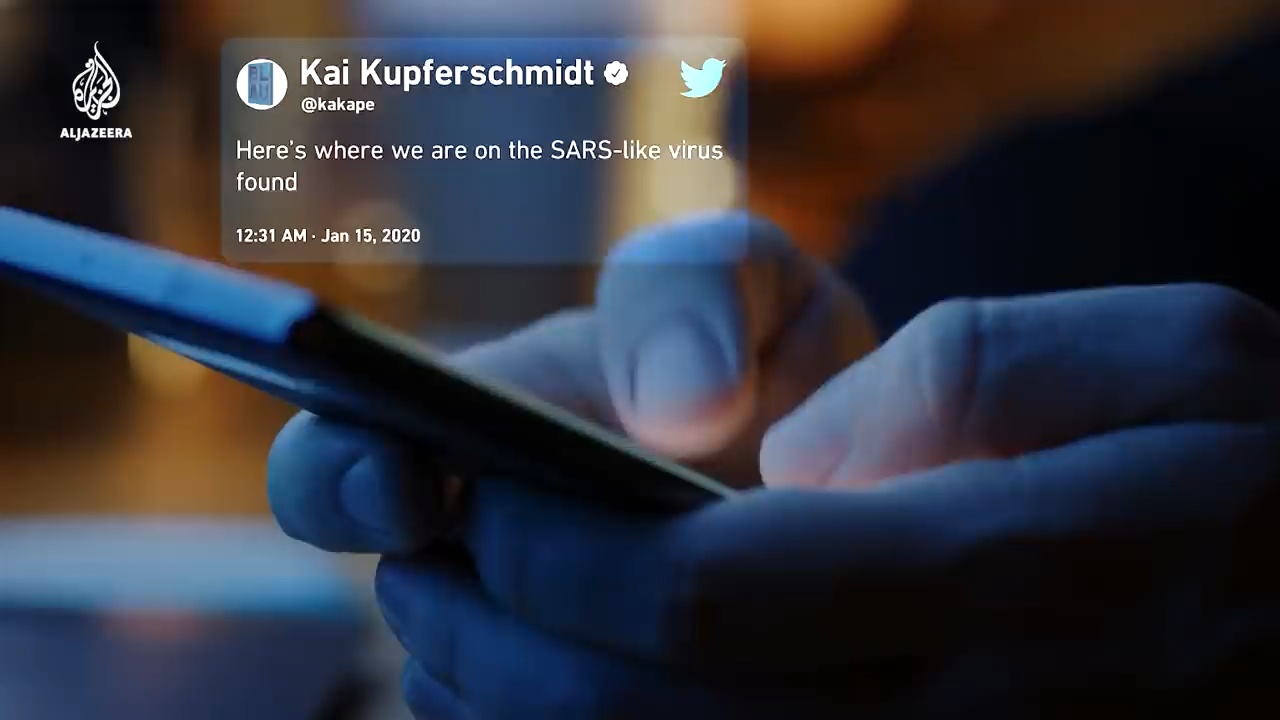 Kai Kupferschmidt
@kakape
ALJAZEERA
Here's where we are on the SARS-like virus
found
12:31 AM · Jan 15, 2020